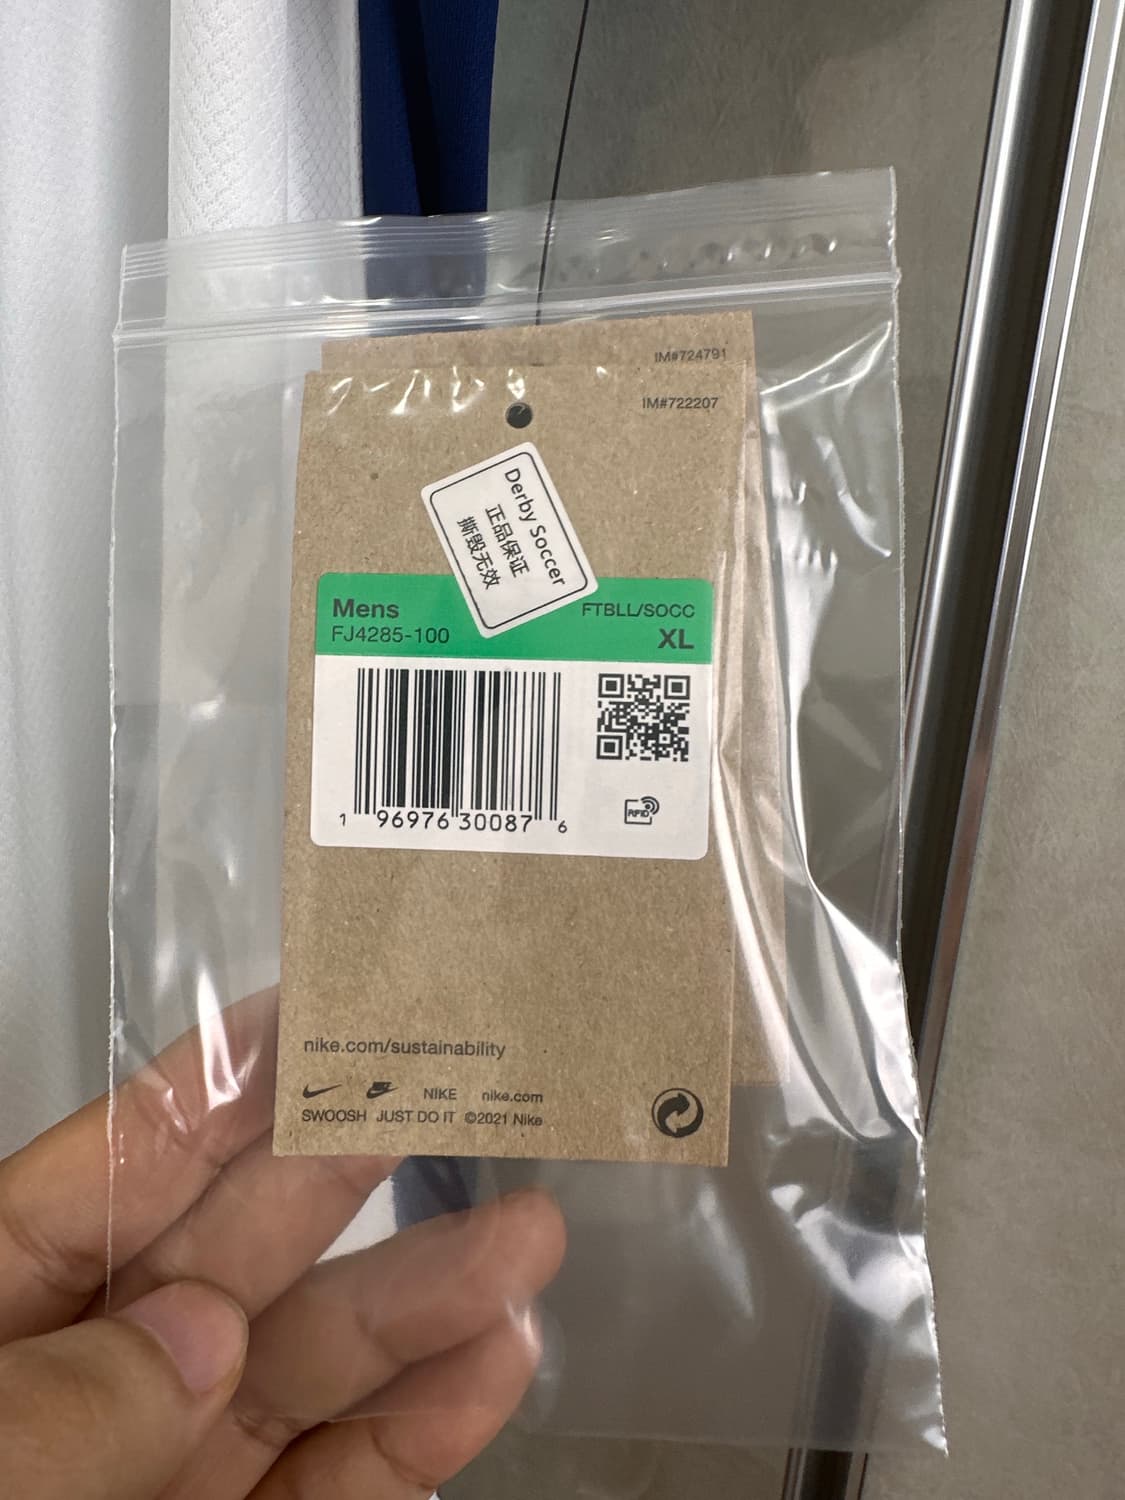 IM#724791
IM#722207
Derby Soccer
正品保证
撕毁无效
Mens
FTBLL/SOCC
FJ4285-100
XL
1 96976 30087 6
RFID
nike.com/sustainability
NIKE nike.com
SWOOSH JUST DO IT ©2021 Nike